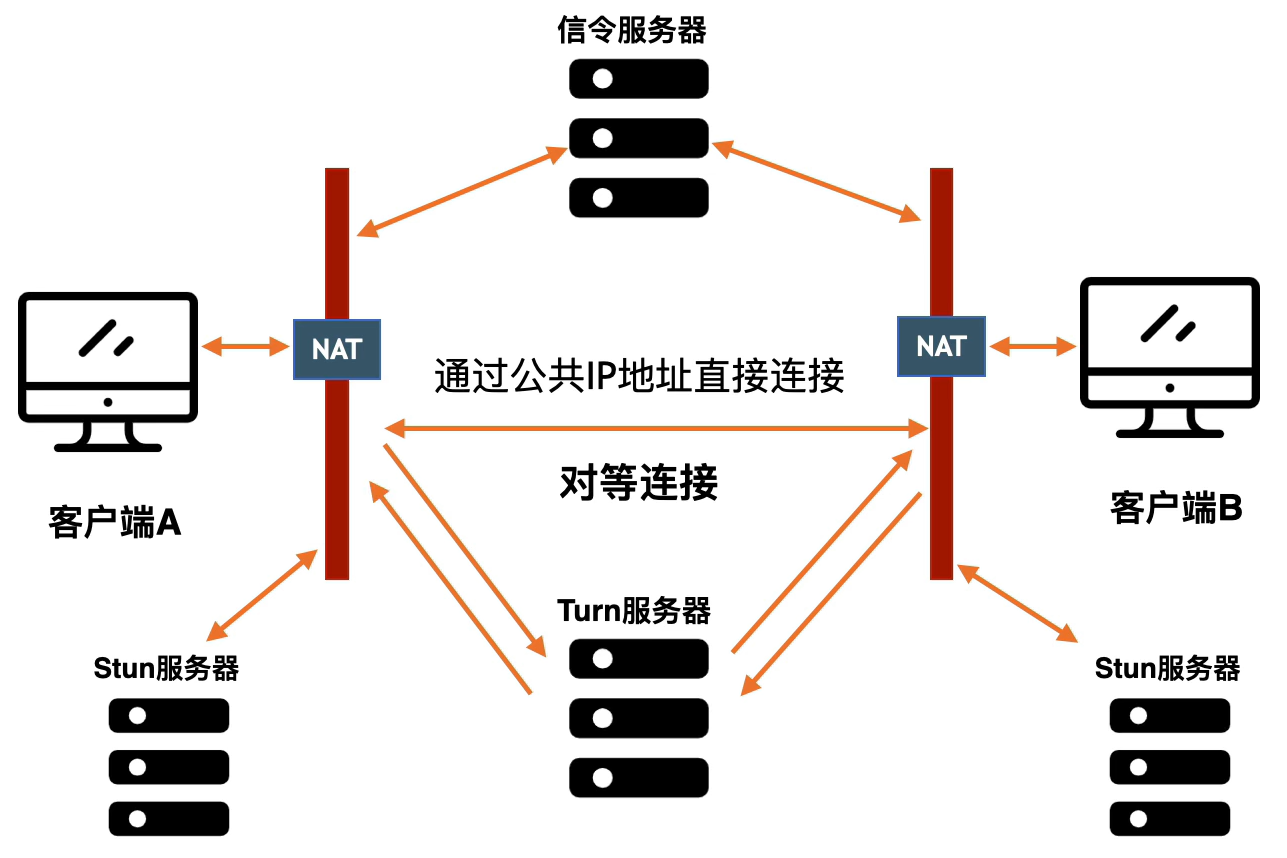 信令服务器
NAT
NAT
通过公共IP地址直接连接
对等连接
客户端A
客户端B
Turn服务器
Stun服务器
Stun服务器